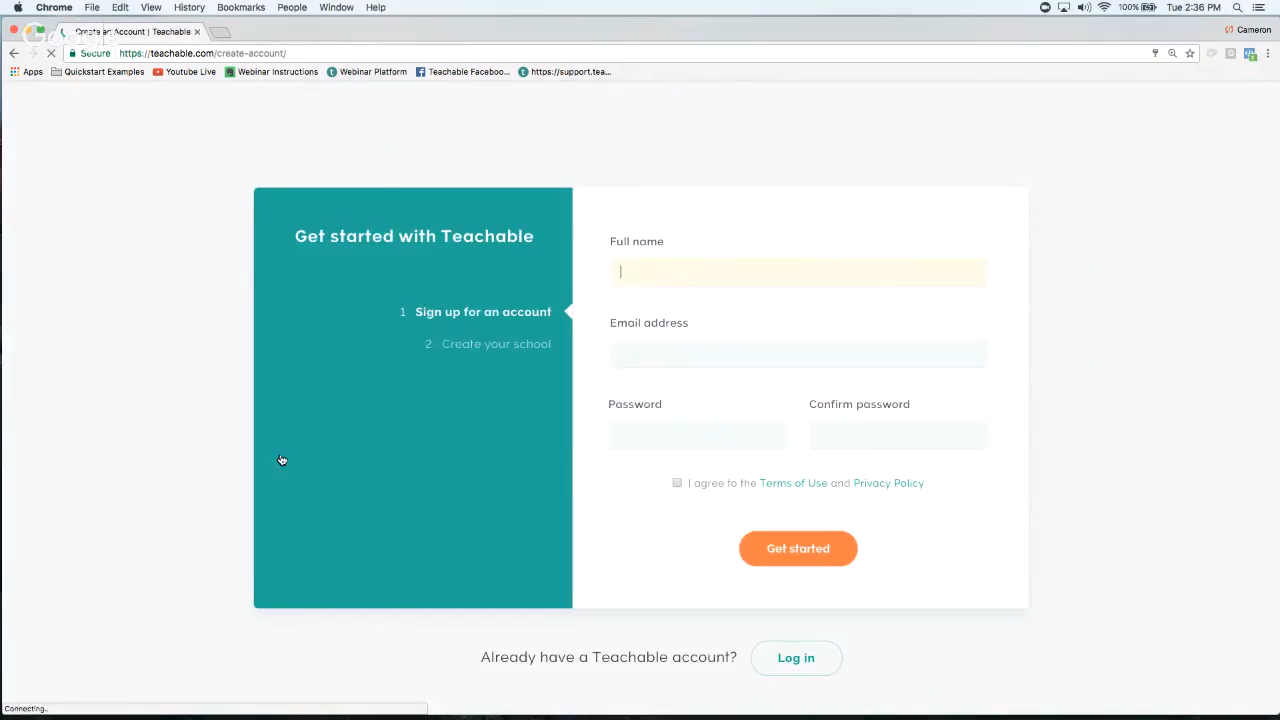 Chrome File Edit View History Bookmarks People Window Help 100% Tue 2:36 PM
Create an Account | Teachable Cameron
Google
Secure https://teachable.com/create-account/
Apps Quickstart Examples Youtube Live Webinar Instructions Webinar Platform Teachable Faceboo... https://support.tea...
Get started with Teachable
1 Sign up for an account
2 Create your school
Full name
Email address
Password Confirm password
I agree to the Terms of Use and Privacy Policy
Get started
Already have a Teachable account? Log in
Connecting...